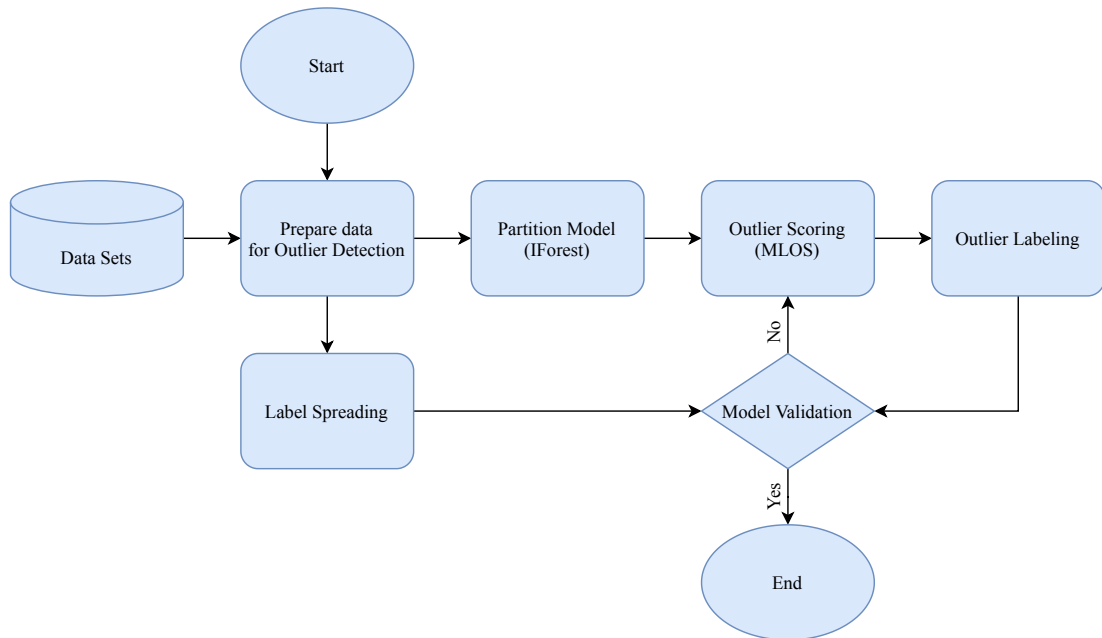 Start
Data Sets
Prepare data
for Outlier Detection
Partition Model
(IForest)
Outlier Scoring
(MLOS)
Outlier Labeling
No
Label Spreading
Model Validation
Yes
End